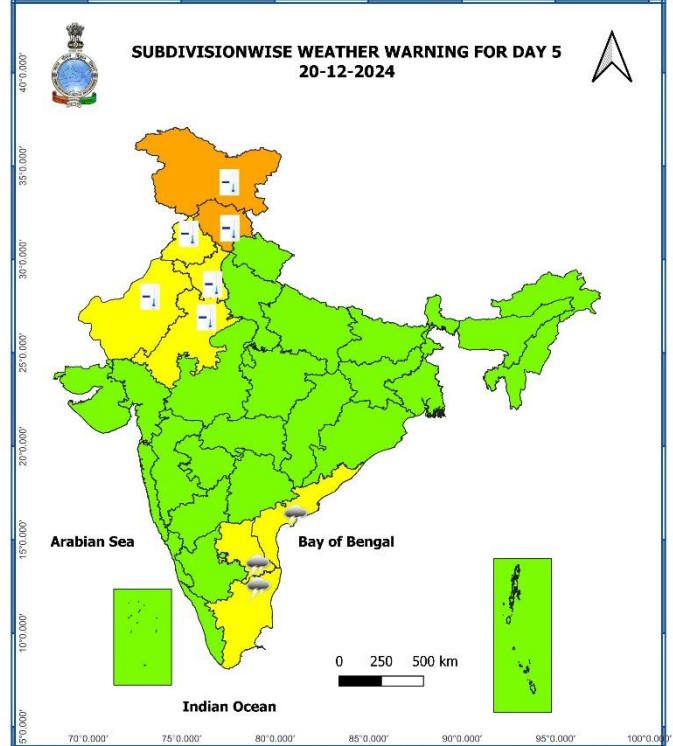 SUBDIVISIONWISE WEATHER WARNING FOR DAY 5
20-12-2024
40°0.000'
35°0.000'
30°0.000'
25°0.000'
20°0.000'
15°0.000'
10°0.000'
5°0.000'
Arabian Sea
Bay of Bengal
0 250 500 km
Indian Ocean
70°0.000' 75°0.000' 80°0.000' 85°0.000' 90°0.000' 95°0.000' 100°0.000'